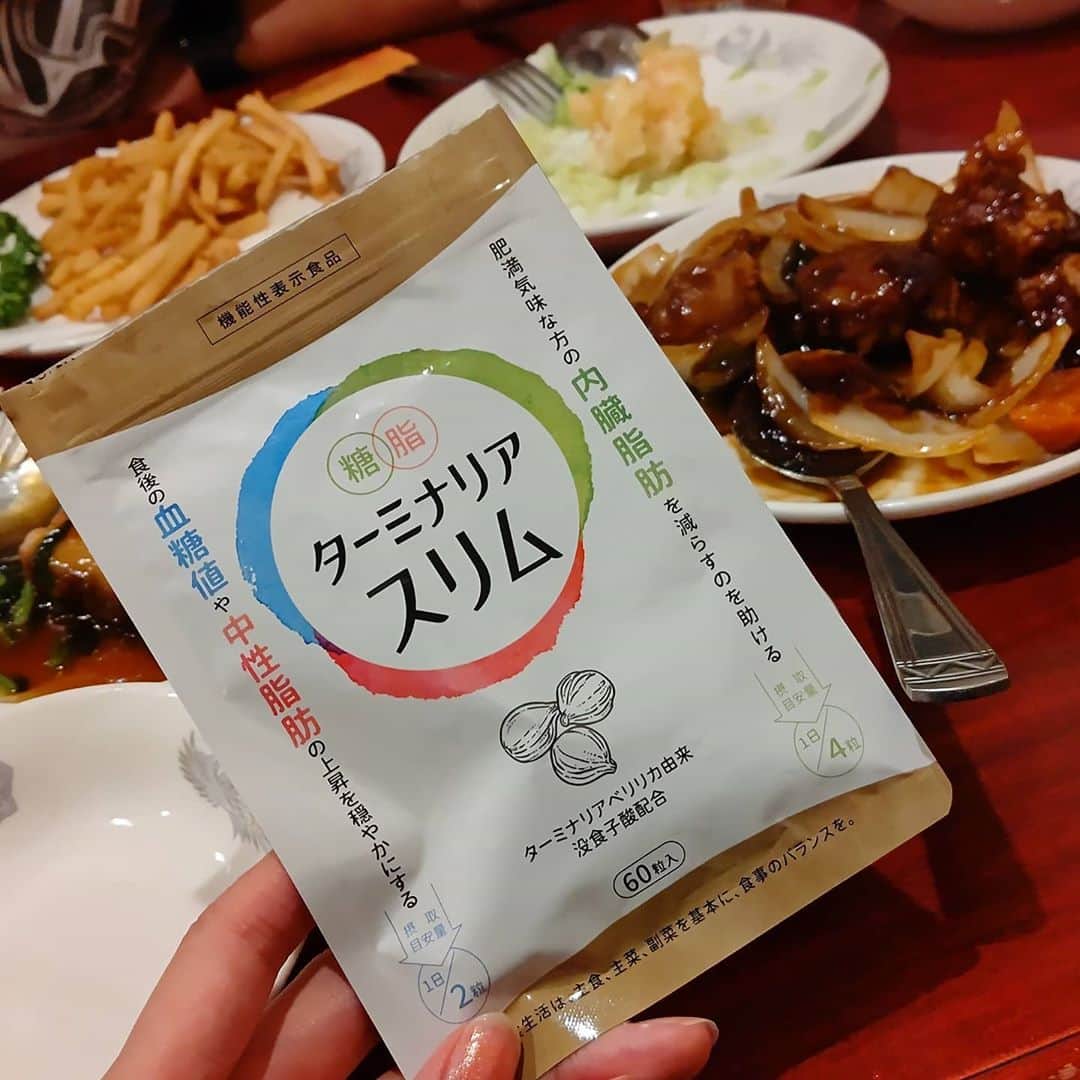 機能性表示食品
肥満気味な方の内臓脂肪を減らすのを助ける
摂取
目安量
1日/4粒
糖 脂
ターミナリア
スリム
食後の血糖値や中性脂肪の上昇を穏やかにする
摂取
目安量
1日/2粒
ターミナリアベリリカ由来
没食子酸配合
60粒入
生活は、主食、主菜、副菜を基本に、食事のバランスを。